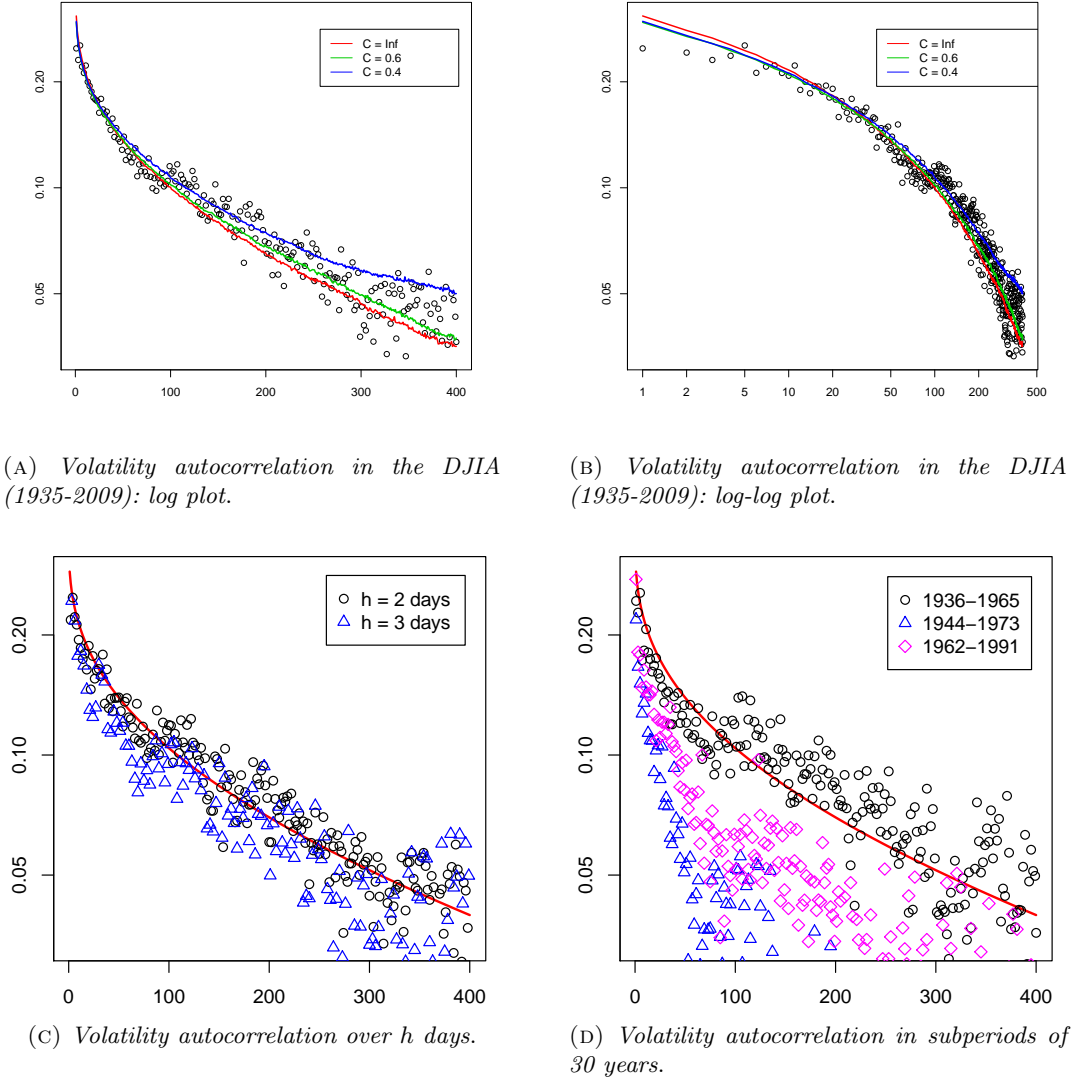 C = Inf
C = 0.6
C = 0.4
0.20
0.10
0.05
0 100 200 300 400
C = Inf
C = 0.6
C = 0.4
0.20
0.10
0.05
1 2 5 10 20 50 100 200 500
(A) Volatility autocorrelation in the DJIA
(1935-2009): log plot.
(B) Volatility autocorrelation in the DJIA
(1935-2009): log-log plot.
h = 2 days
h = 3 days
0.20
0.10
0.05
0 100 200 300 400
1936−1965
1944−1973
1962−1991
0.20
0.10
0.05
0 100 200 300 400
(C) Volatility autocorrelation over h days.
(D) Volatility autocorrelation in subperiods of
30 years.